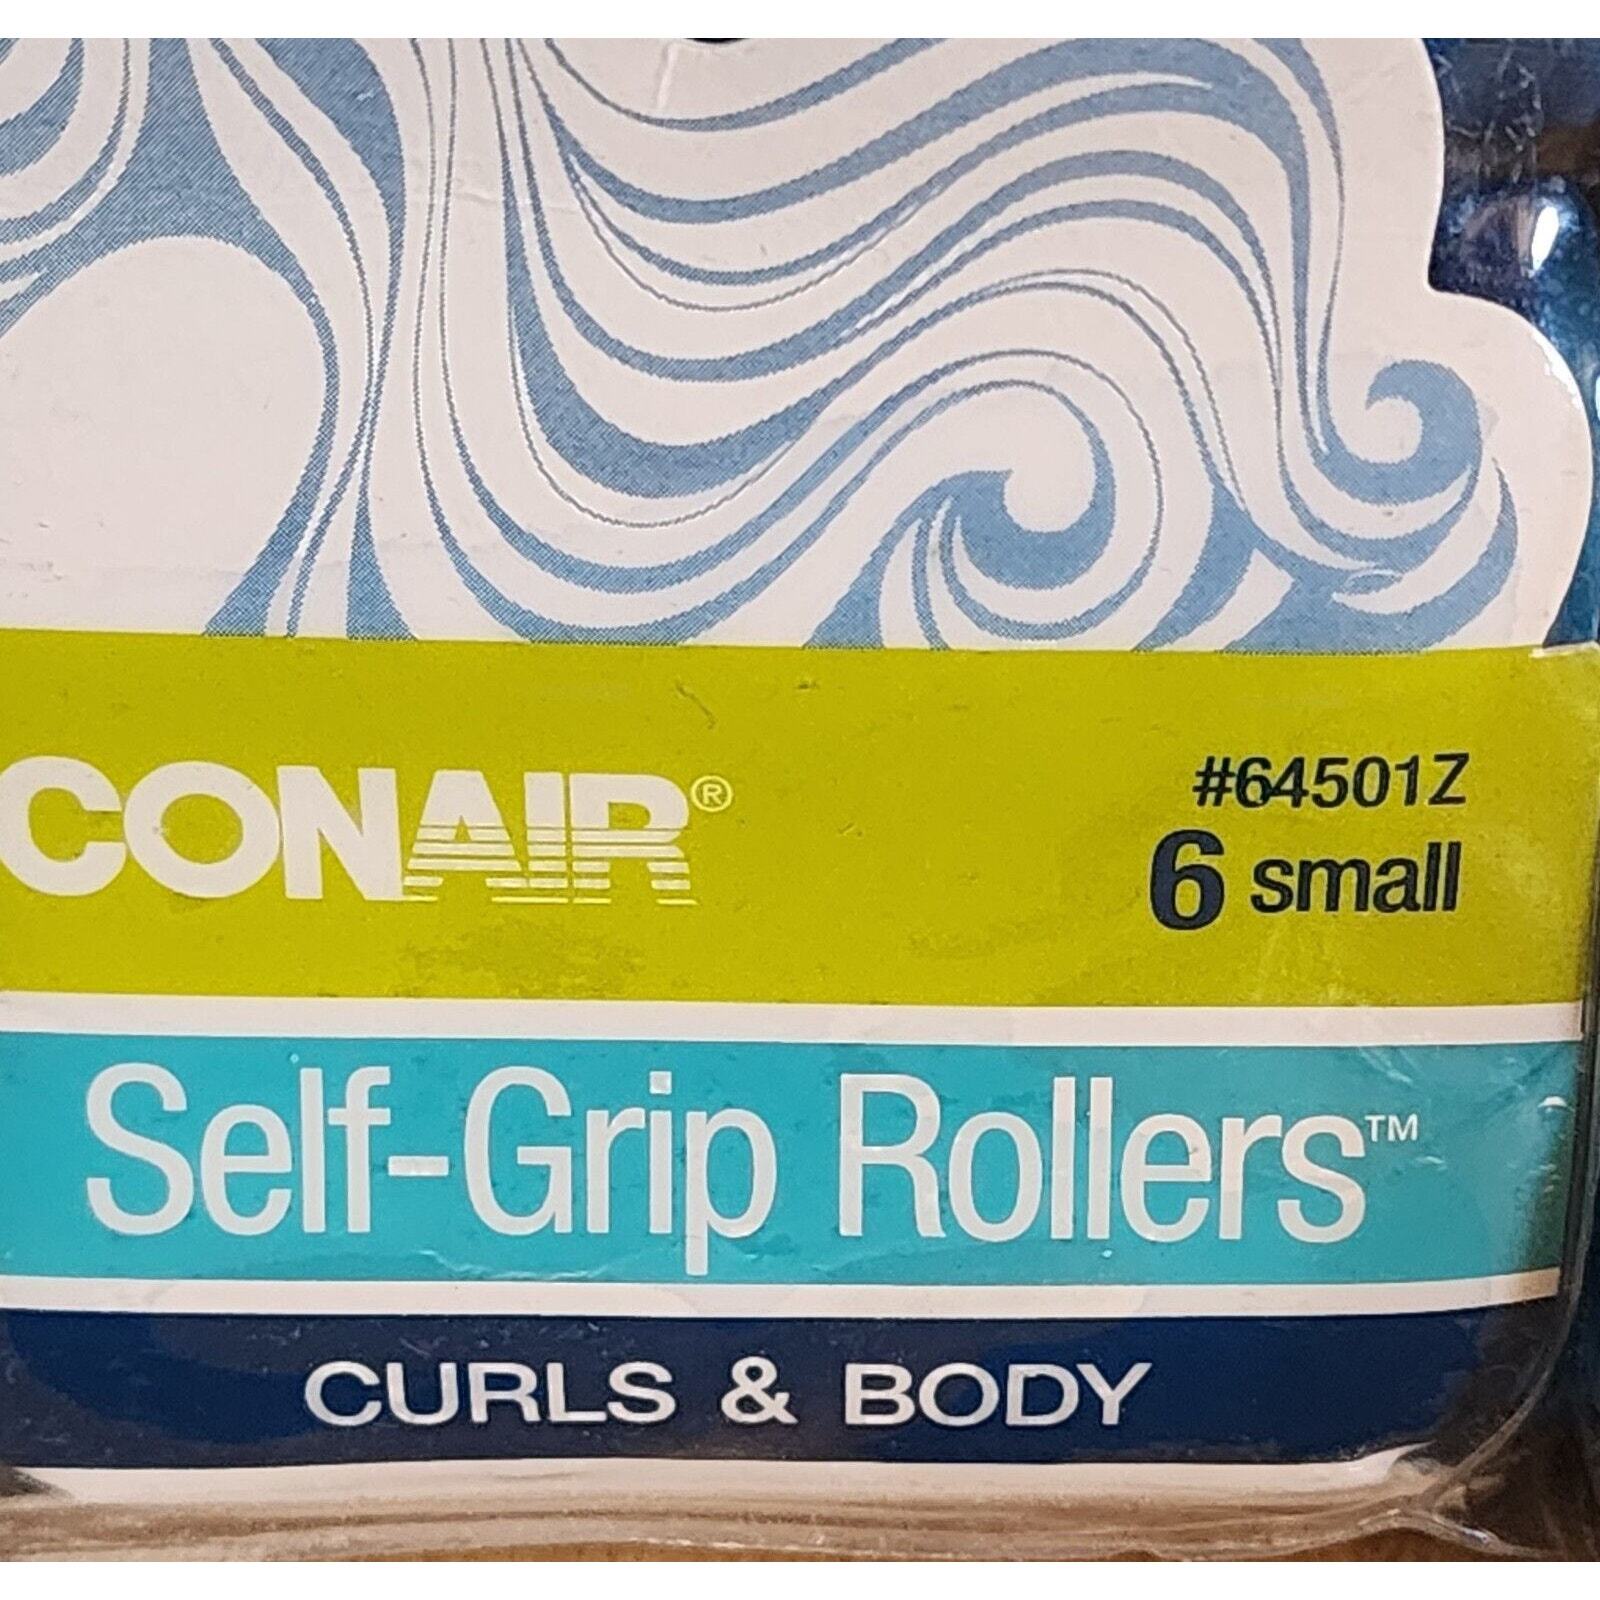 CONAIR®
#64501Z
6 small
Self-Grip Rollers™
CURLS & BODY